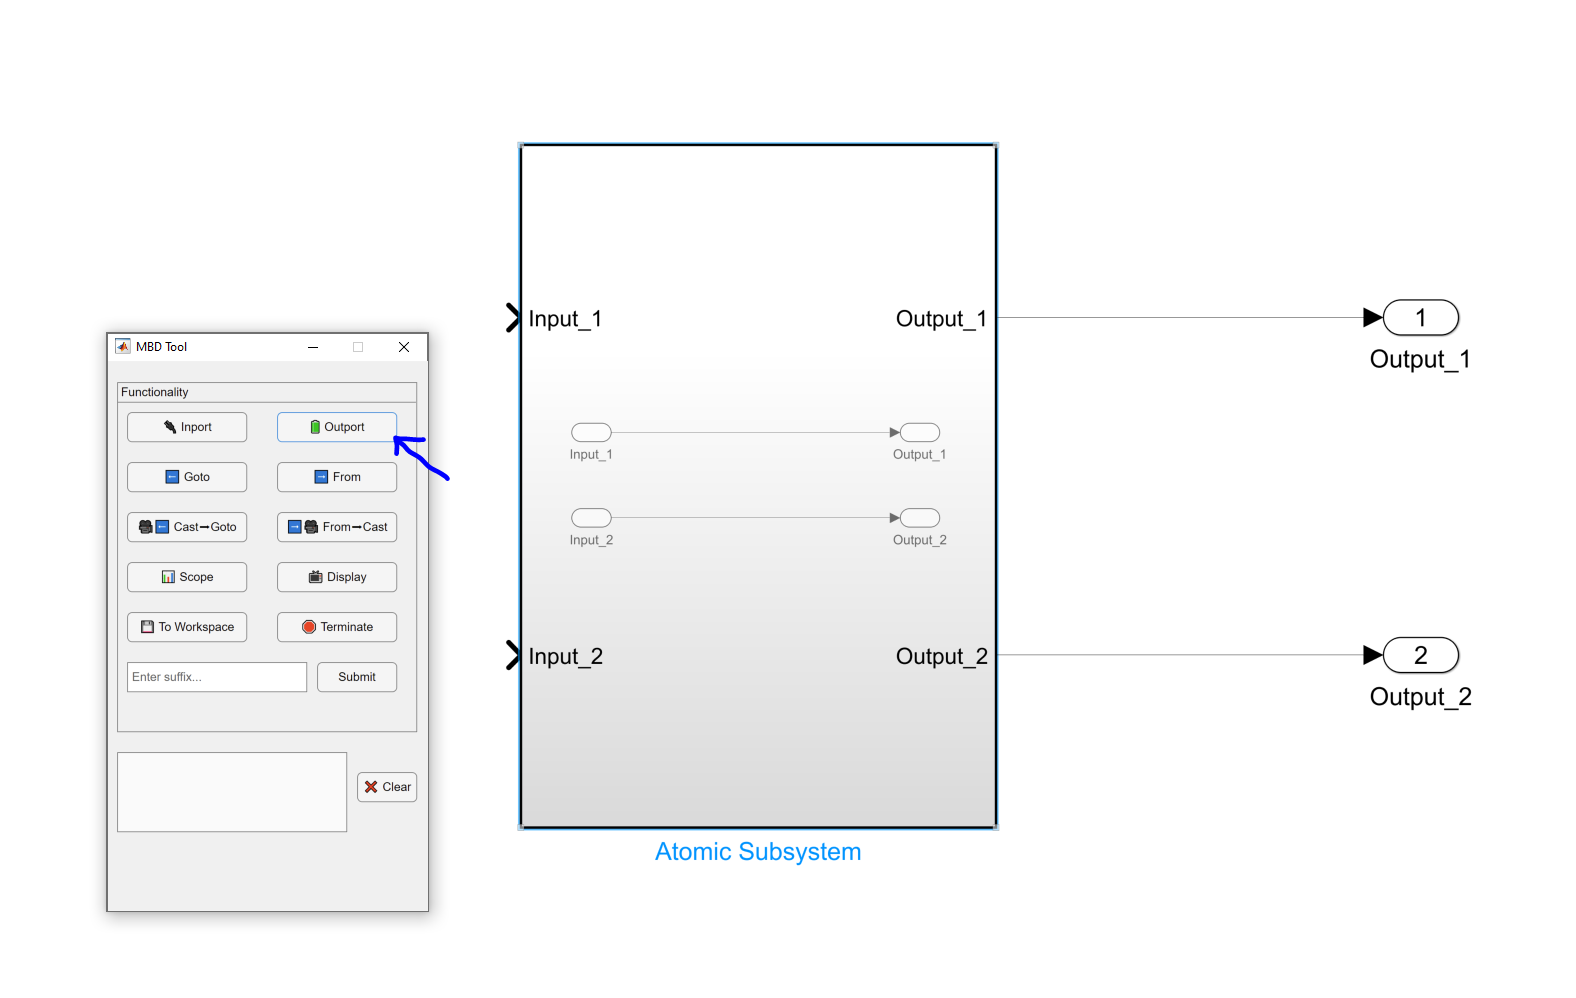 MBD Tool
Functionality
Inport
Outport
Goto
From
Cast→Goto
From→Cast
Scope
Display
To Workspace
Terminate
Enter suffix...
Submit
Clear
Input_1
Output_1
1
Output_1
Input_1
Output_1
Input_2
Output_2
Input_2
Output_2
2
Output_2
Atomic Subsystem